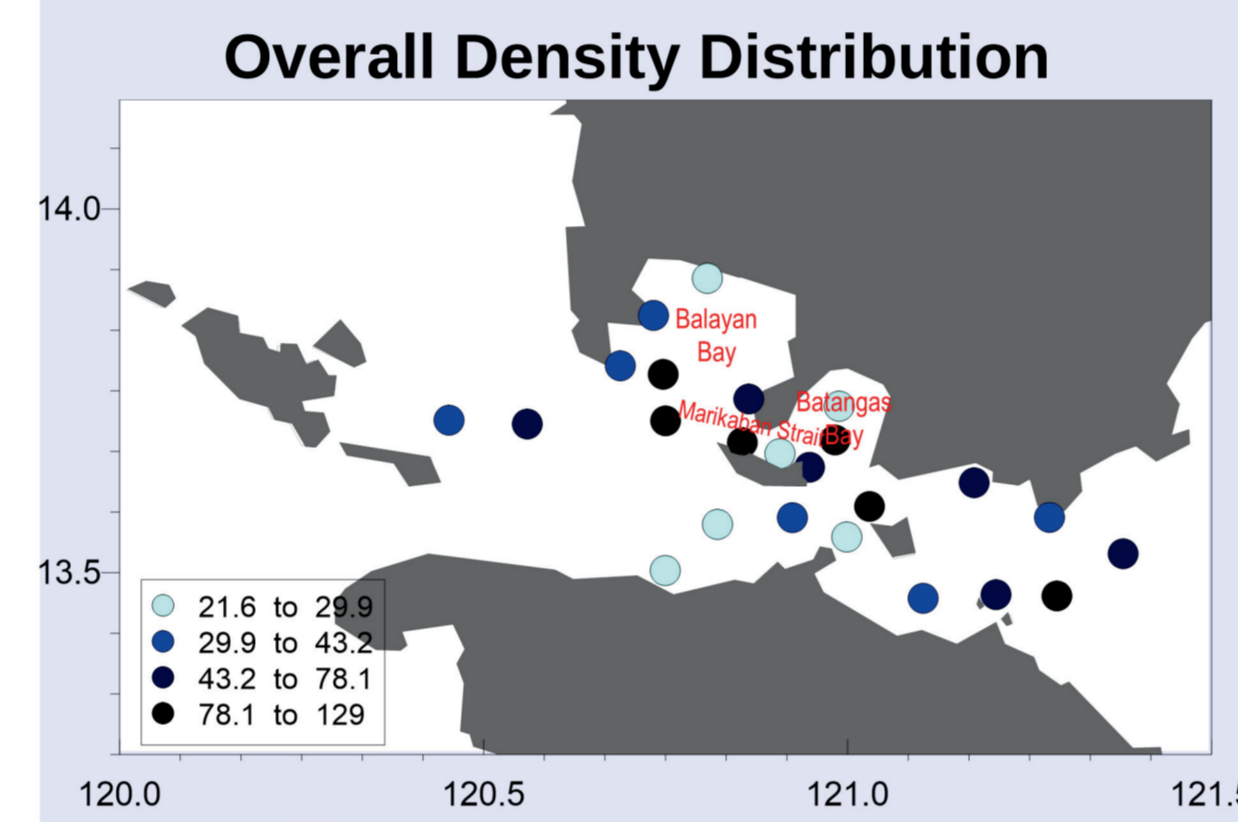 Overall Density Distribution
14.0
13.5
Balayan
Bay
Batangas
Marikaban Strait
Bay
21.6 to 29.9
29.9 to 43.2
43.2 to 78.1
78.1 to 129
120.0
120.5
121.0
121.5